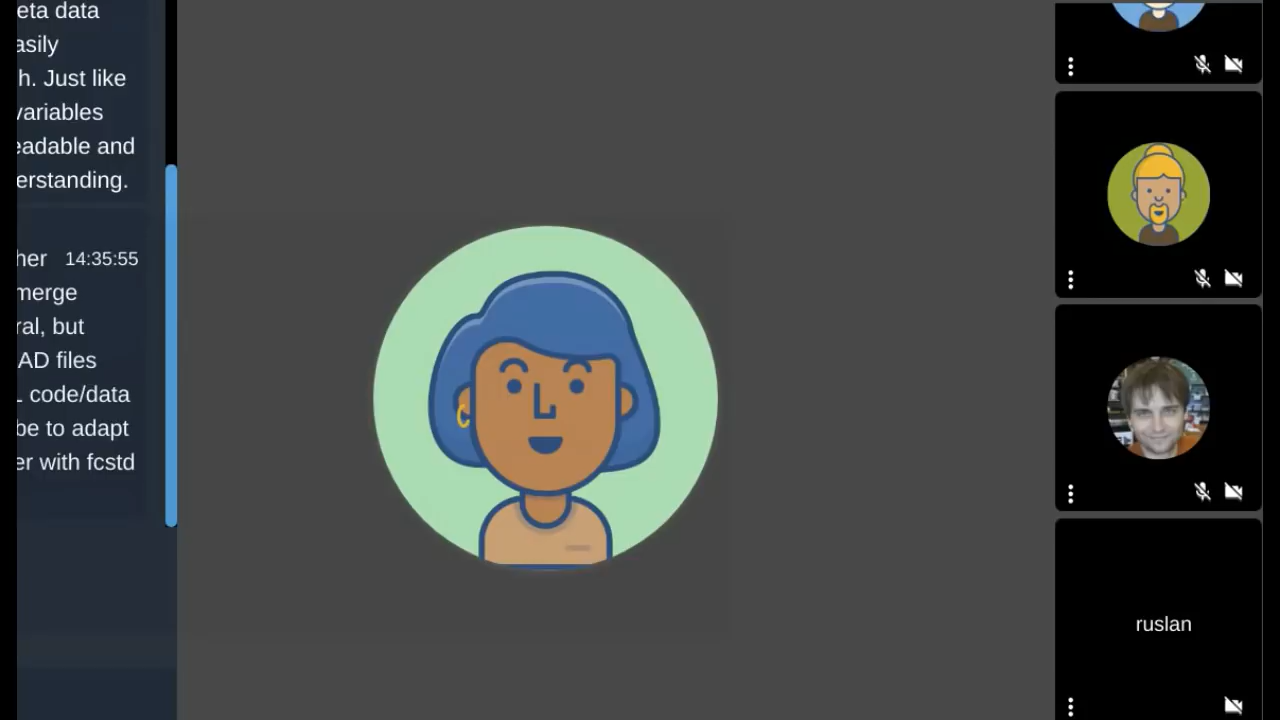 eta data
asily
h. Just like
variables
eadable and
erstanding.
her 14:35:55
merge
ral, but
AD files
code/data
be to adapt
er with fcstd
ruslan